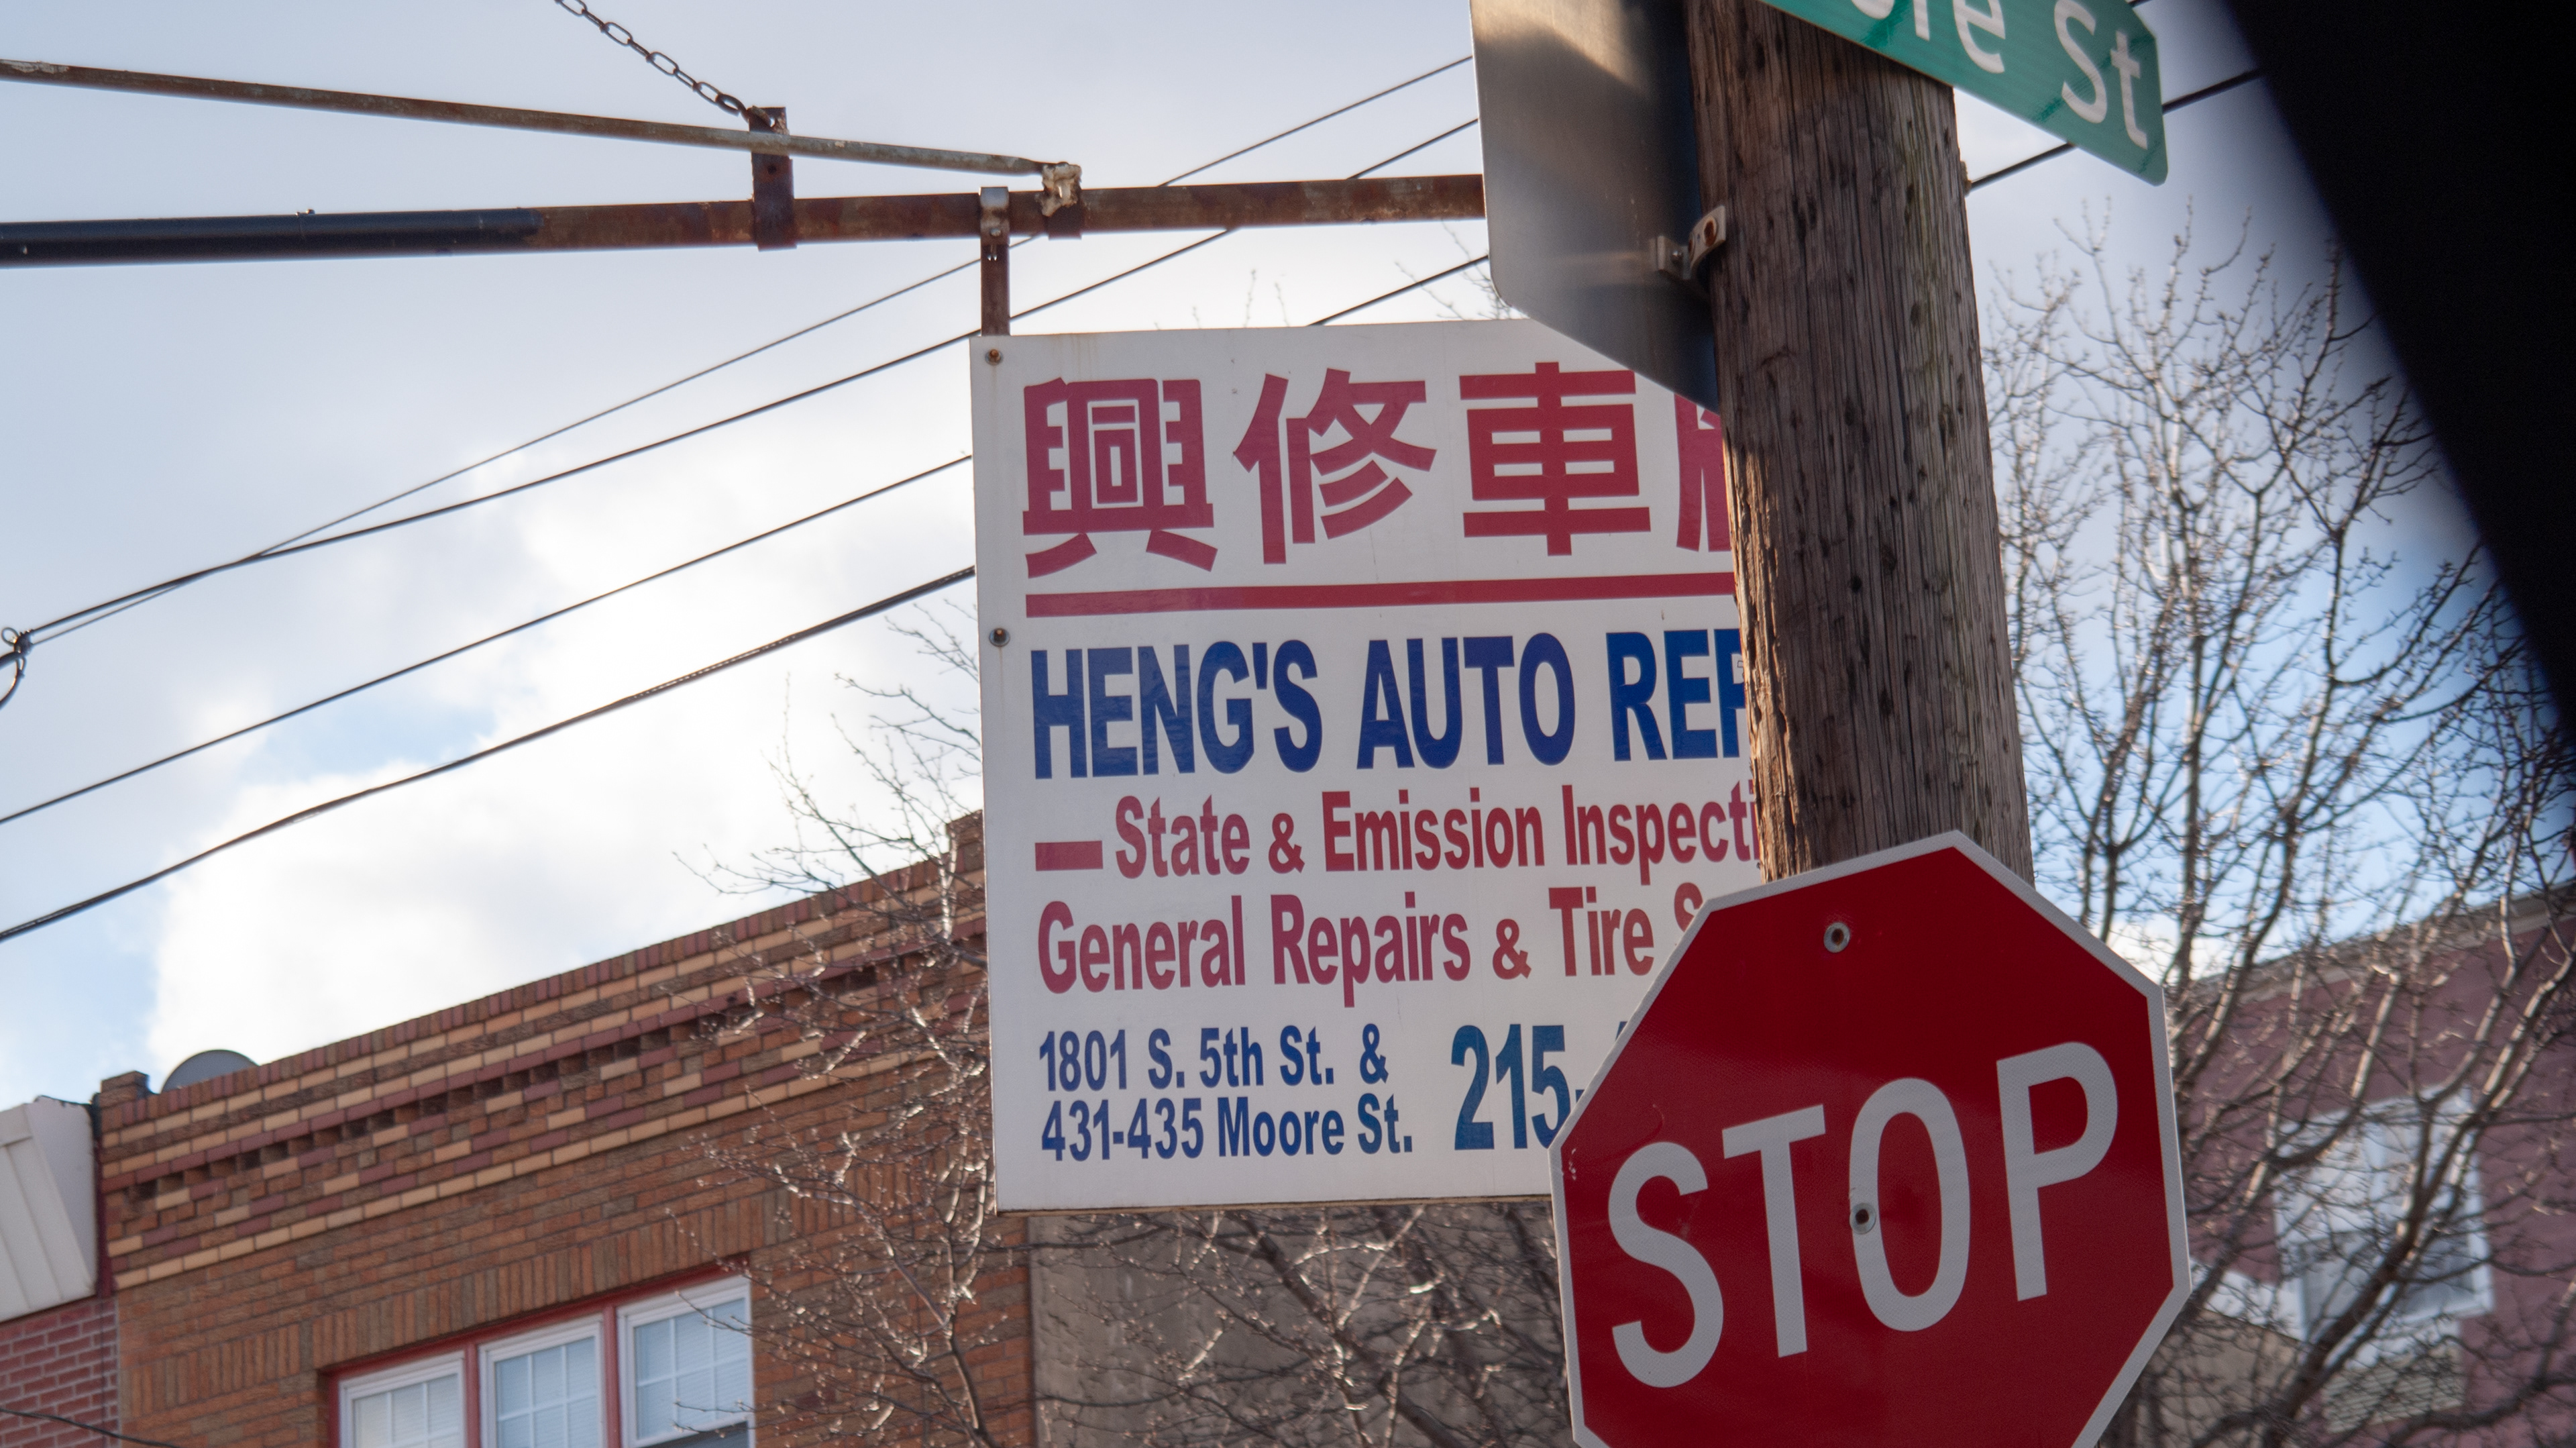 St
興修車
HENG'S AUTO
State & Emission
General Repairs & Tire
1801 S. 5th St. &
431-435 Moore St.
215-
STOP